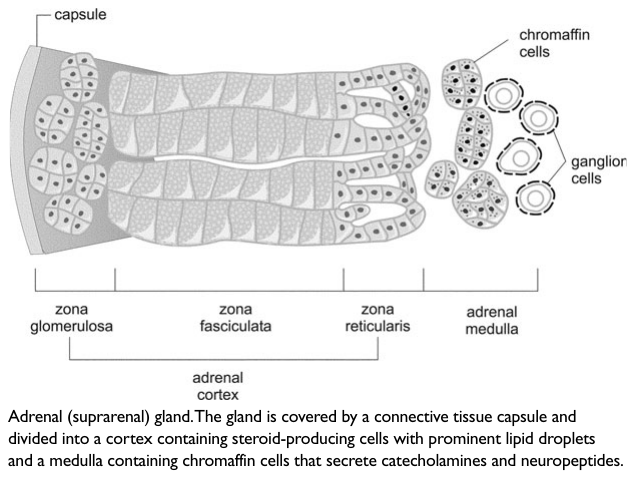 capsule
chromaffin
cells
ganglion
cells
zona
glomerulosa
zona
fasciculata
zona
reticularis
adrenal
medulla
adrenal
cortex
Adrenal (suprarenal) gland. The gland is covered by a connective tissue capsule and
divided into a cortex containing steroid-producing cells with prominent lipid droplets
and a medulla containing chromaffin cells that secrete catecholamines and neuropeptides.